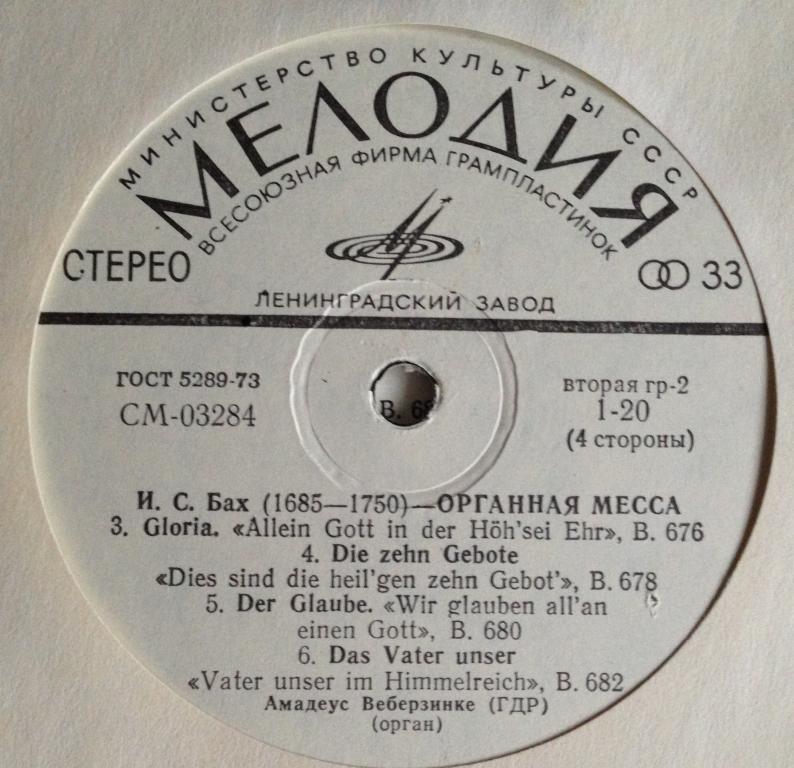 МИНИСТЕРСТВО КУЛЬТУРЫ СССР
МЕЛОДИЯ
ВСЕСОЮЗНАЯ ФИРМА ГРАМПЛАСТИНОК
СТЕРЕО
33
ЛЕНИНГРАДСКИЙ ЗАВОД
ГОСТ 5289-73
вторая гр-2
СМ-03284
1-20
(4 стороны)
В. 68
И. С. Бах (1685—1750)—ОРГАННАЯ МЕССА
3. Gloria. «Allein Gott in der Höh'sei Ehr», B. 676
4. Die zehn Gebote
«Dies sind die heil'gen zehn Gebot'», B. 678
5. Der Glaube. «Wir glauben all'an
einen Gott», B. 680
6. Das Vater unser
«Vater unser im Himmelreich», B. 682
Амадеус Веберзинке (ГДР)
(орган)